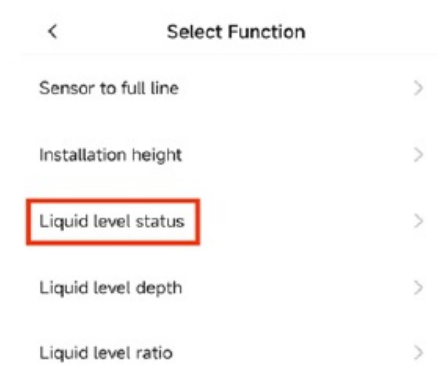 Select Function
Sensor to full line
Installation height
Liquid level status
Liquid level depth
Liquid level ratio